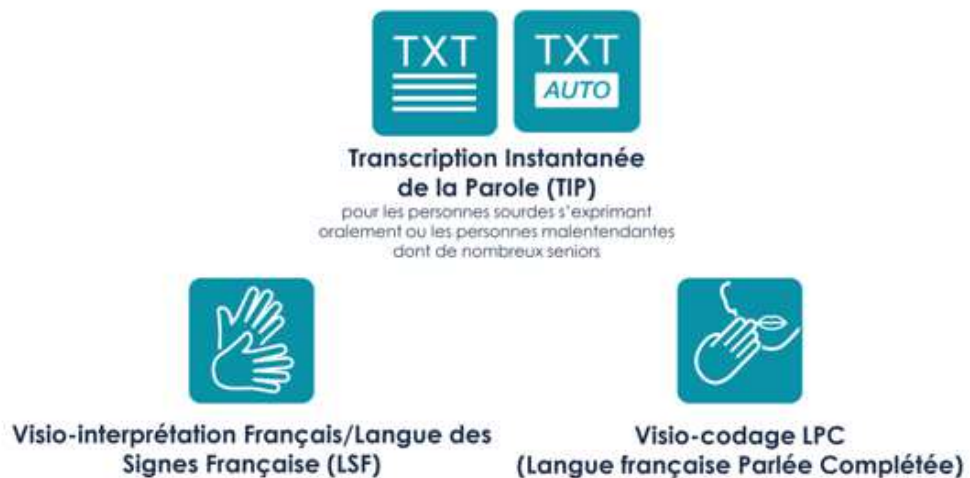 TXT TXT
AUTO
Transcription Instantanée
de la Parole (TIP)
pour les personnes sourdes s'exprimant
oralement ou les personnes malentendantes
dont de nombreux seniors
Visio-interprétation Français/Langue des
Signes Française (LSF)
Visio-codage LPC
(Langue française Parlée Complétée)